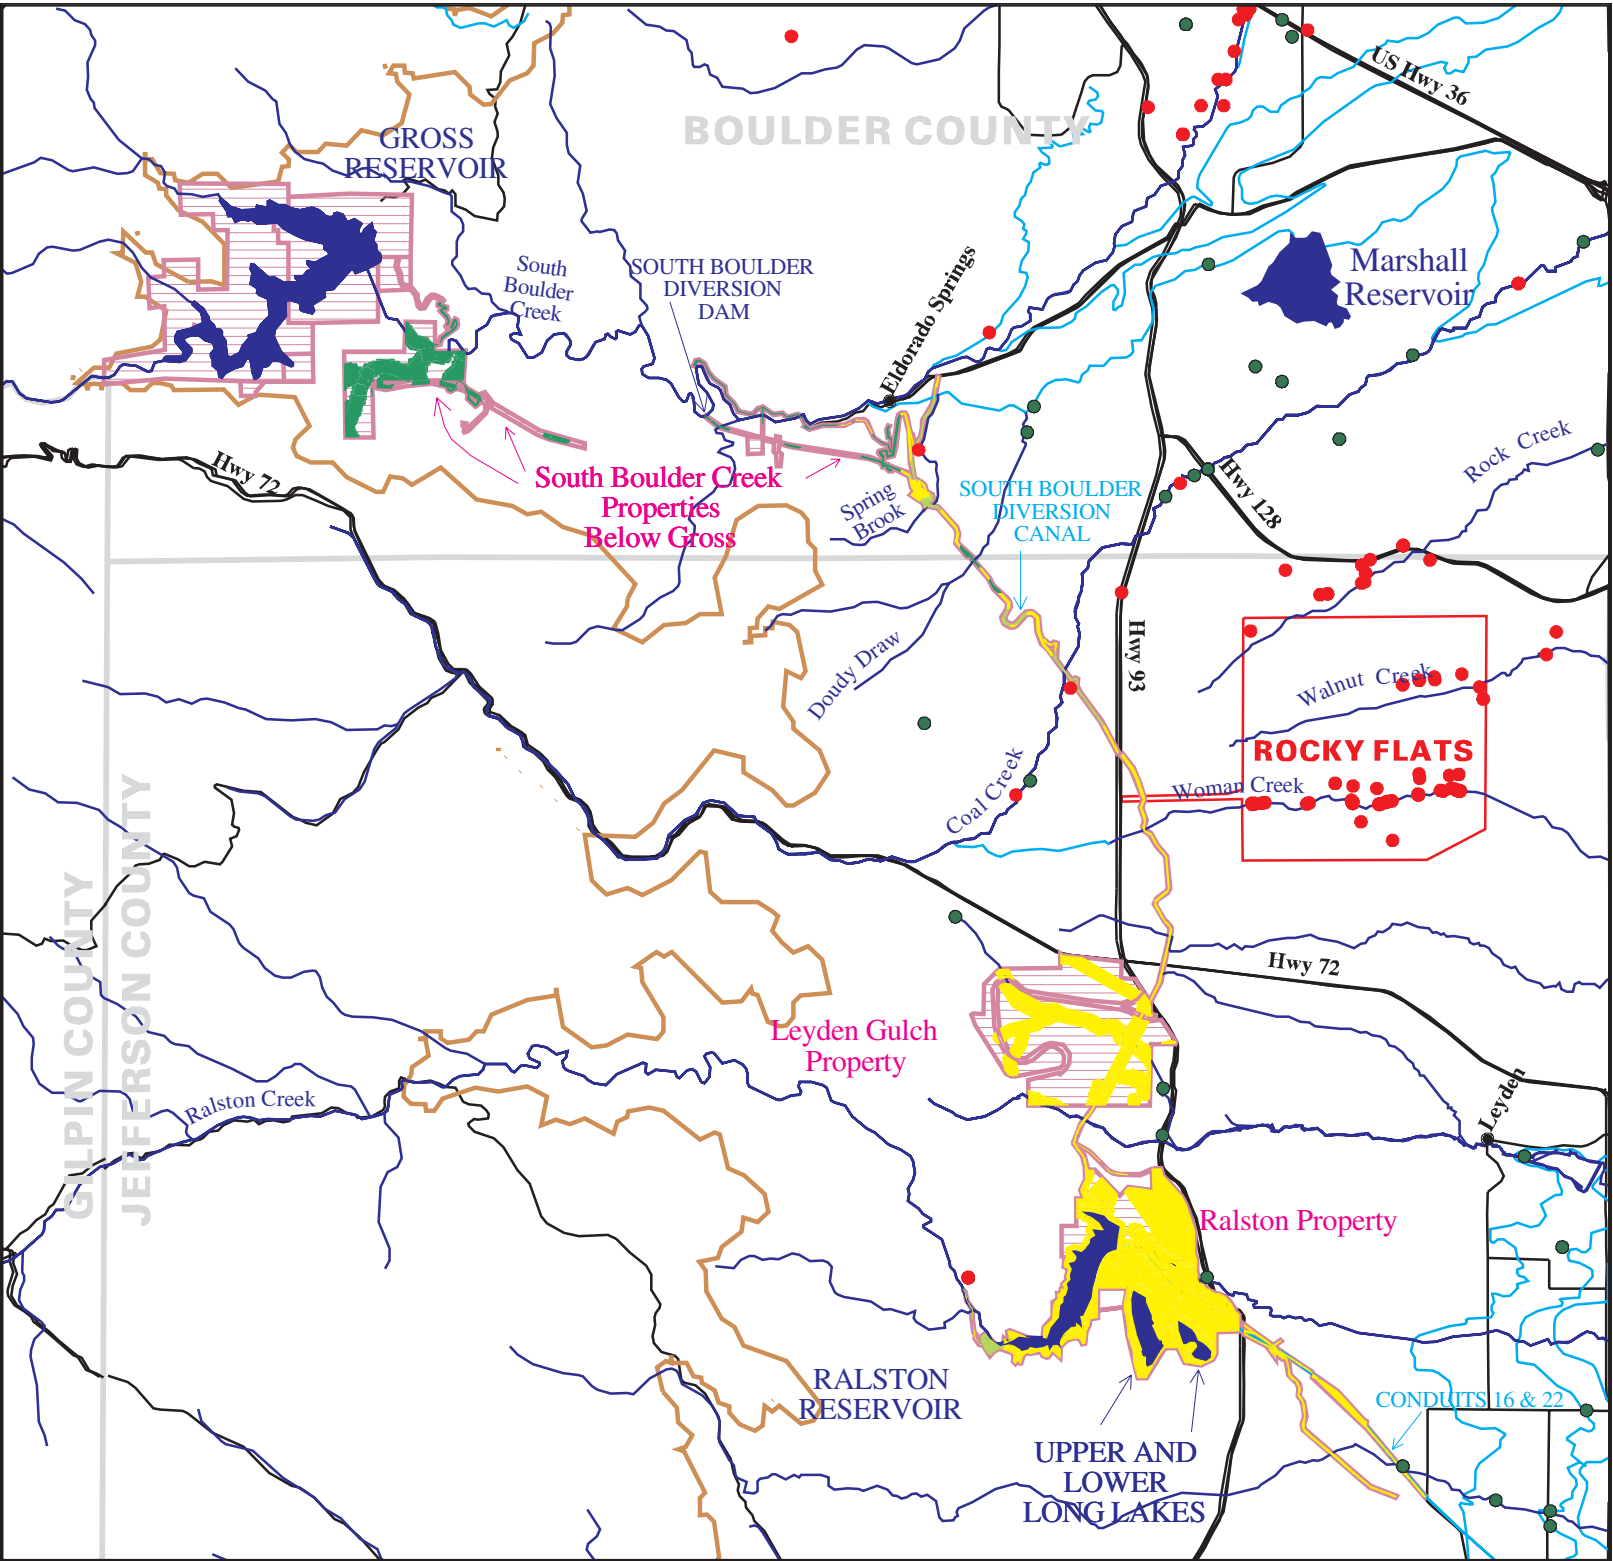 US Hwy 36
BOULDER COUNTY
GROSS
RESERVOIR
South
Boulder
Creek
SOUTH BOULDER
DIVERSION
DAM
Eldorado Springs
Marshall
Reservoir
Hwy 72
South Boulder Creek
Properties
Below Gross
Spring
Brook
SOUTH BOULDER
DIVERSION
CANAL
Hwy 128
Rock Creek
Hwy 93
Doudy Draw
Walnut Creek
ROCKY FLATS
Woman Creek
Coal Creek
GILPIN COUNTY
JEFFERSON COUNTY
Hwy 72
Leyden Gulch
Property
Ralston Creek
Leyden
Ralston Property
RALSTON
RESERVOIR
CONDUITS 16 & 22
UPPER AND
LOWER
LONG LAKES